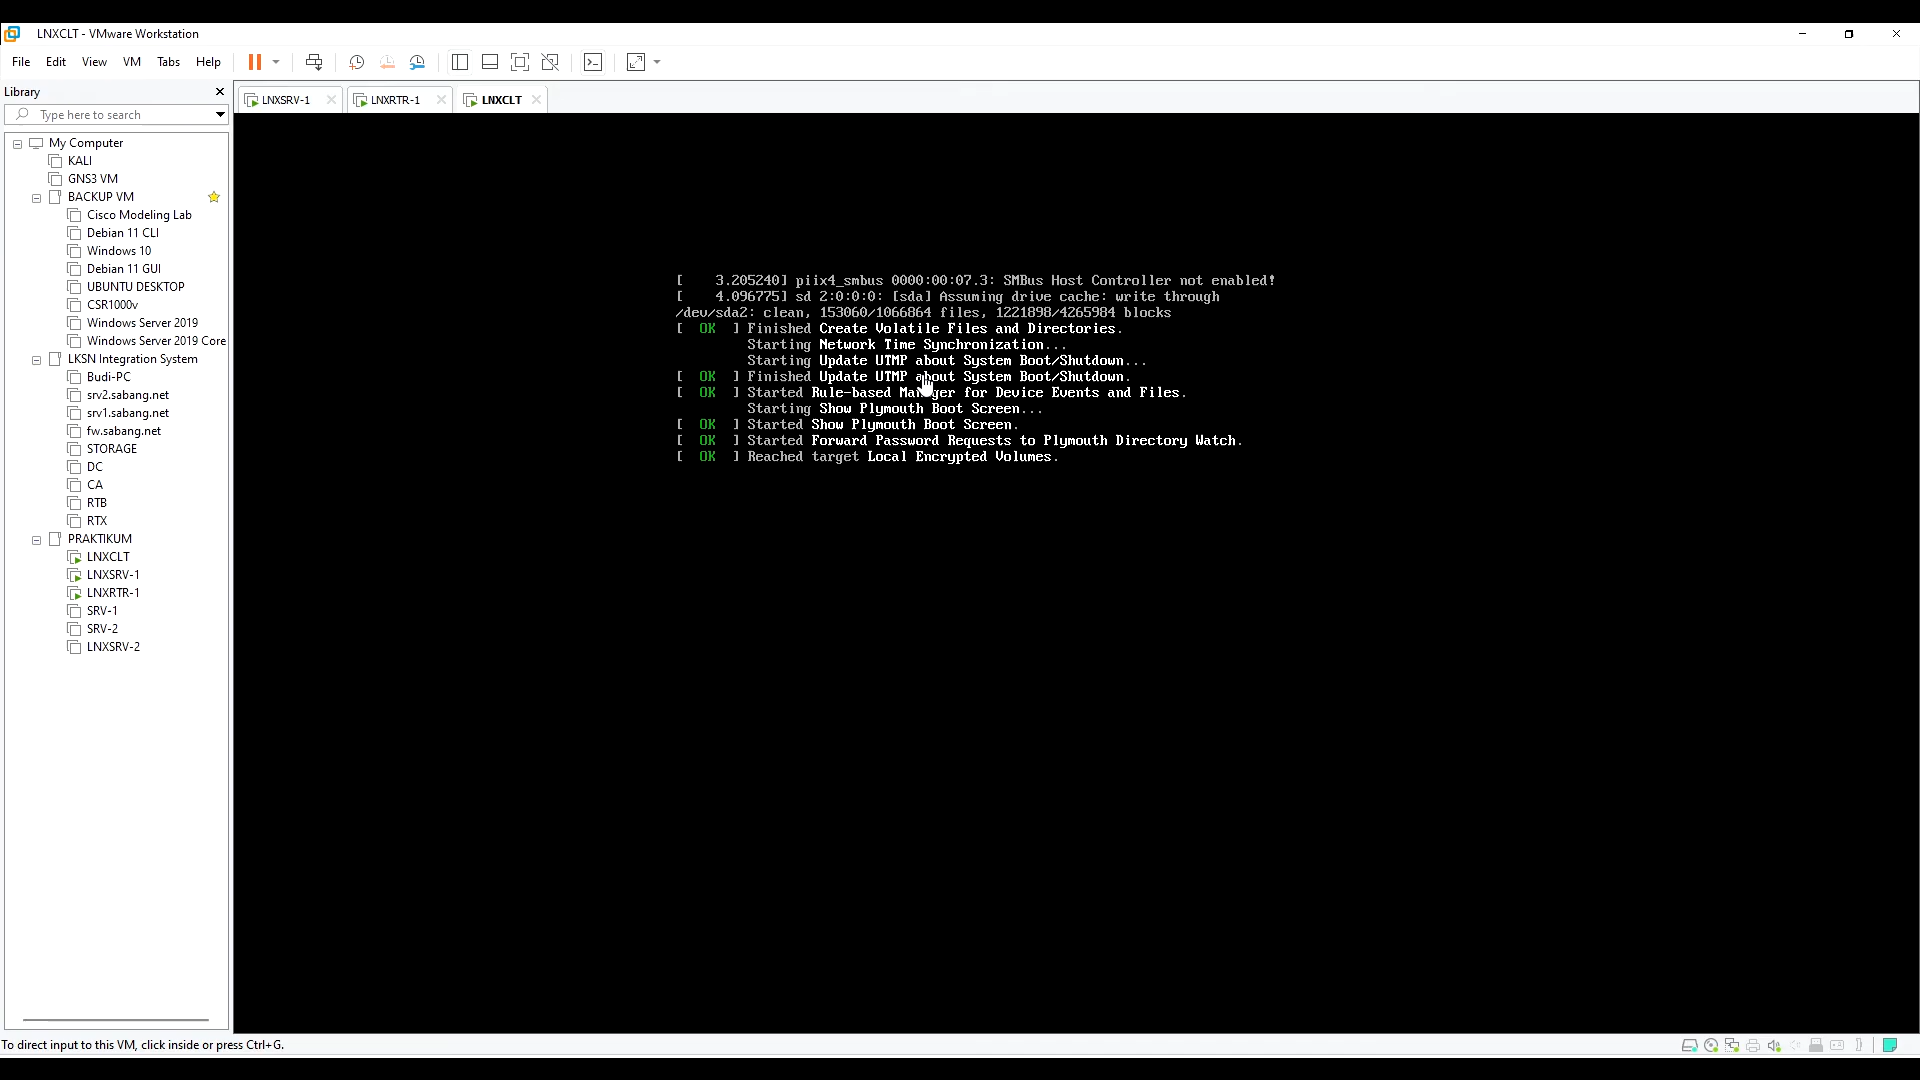 LNXCLT - VMware Workstation
File Edit View VM Tabs Help
Library
Type here to search
My Computer
KALI
GNS3 VM
BACKUP VM
Cisco Modeling Lab
Debian 11 CLI
Windows 10
Debian 11 GUI
UBUNTU DESKTOP
CSR1000v
Windows Server 2019
Windows Server 2019 Core
LKSN Integration System
Budi-PC
srv2.sabang.net
srv1.sabang.net
fw.sabang.net
STORAGE
DC
CA
RTB
RTX
PRAKTIKUM
LNXCLT
LNXSRV-1
LNXRTR-1
SRV-1
SRV-2
LNXSRV-2
LNXSRV-1 LNXRTR-1 LNXCLT
[    3.205240] piix4_smbus 0000:00:07.3: SMBus Host Controller not enabled!
[    4.096775] sd 2:0:0:0: [sda] Assuming drive cache: write through
/dev/sda2: clean, 153060/1066864 files, 1221898/4265984 blocks
[  OK  ] Finished Create Volatile Files and Directories.
Starting Network Time Synchronization...
Starting Update UTMP about System Boot/Shutdown...
[  OK  ] Finished Update UTMP about System Boot/Shutdown.
[  OK  ] Started Rule-based Manager for Device Events and Files.
Starting Show Plymouth Boot Screen...
[  OK  ] Started Show Plymouth Boot Screen.
[  OK  ] Started Forward Password Requests to Plymouth Directory Watch.
[  OK  ] Reached target Local Encrypted Volumes.
To direct input to this VM, click inside or press Ctrl+G.